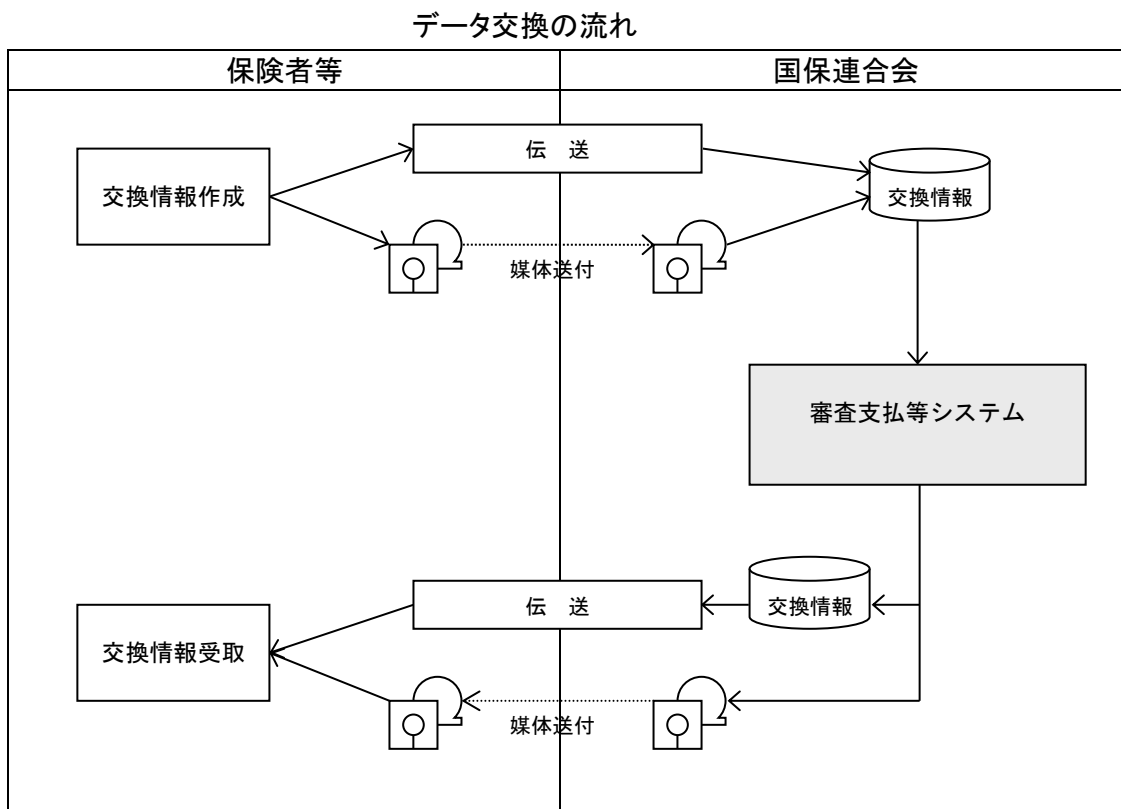 データ交換の流れ
保険者等
国保連合会
伝　送
交換情報作成
交換情報
媒体送付
審査支払等システム
伝　送
交換情報
交換情報受取
媒体送付